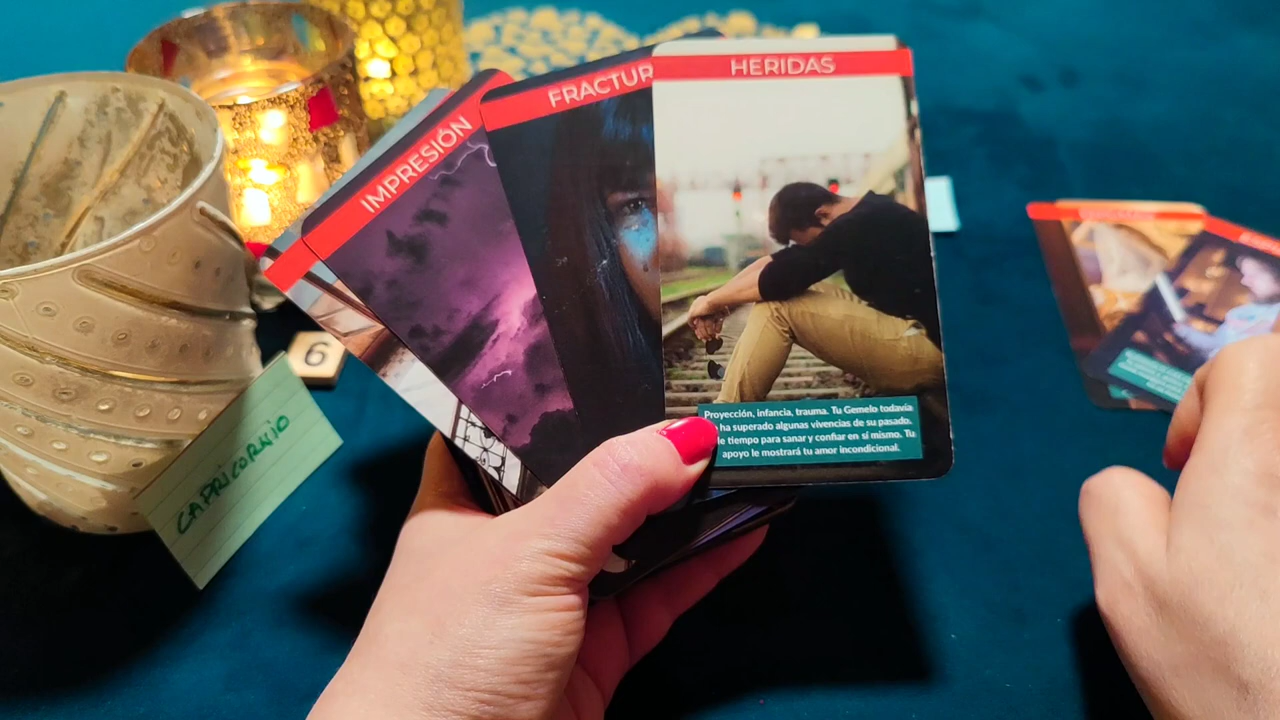 HERIDAS
FRACTUR
IMPRESIÓN
Proyección, infancia, trauma. Tu Gemelo todavía
ha superado algunas vivencias de su pasado.
le tiempo para sanar y confiar en sí mismo. Tu
apoyo le mostrará tu amor incondicional.
6
CAPRICORNIO